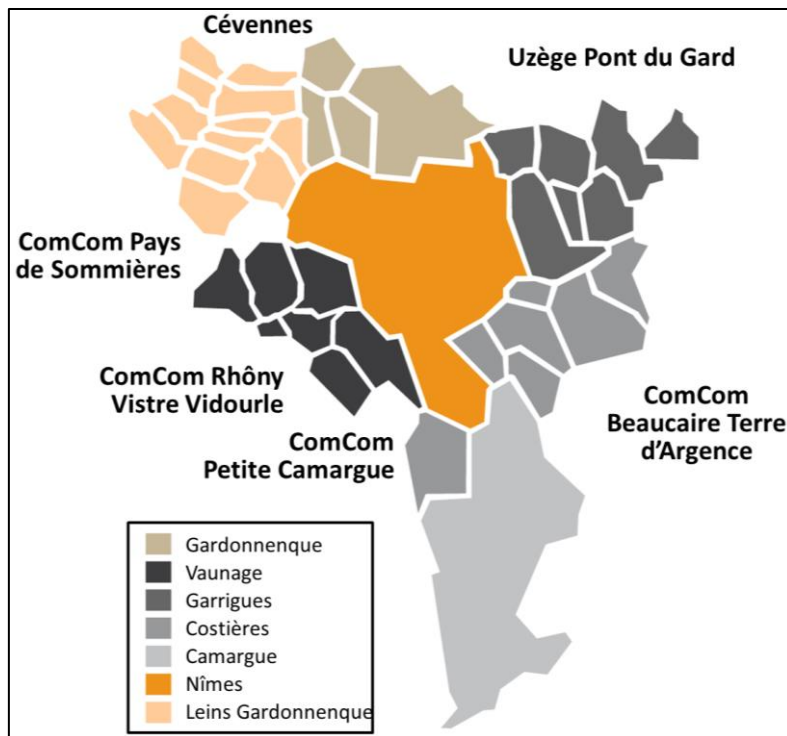 Cévennes
Uzège Pont du Gard
ComCom Pays
de Sommières
ComCom Rhôny
Vistre Vidourle
ComCom
Petite Camargue
ComCom
Beaucaire Terre
d'Argence
Gardonnenque
Vaunage
Garrigues
Costières
Camargue
Nîmes
Leins Gardonnenque